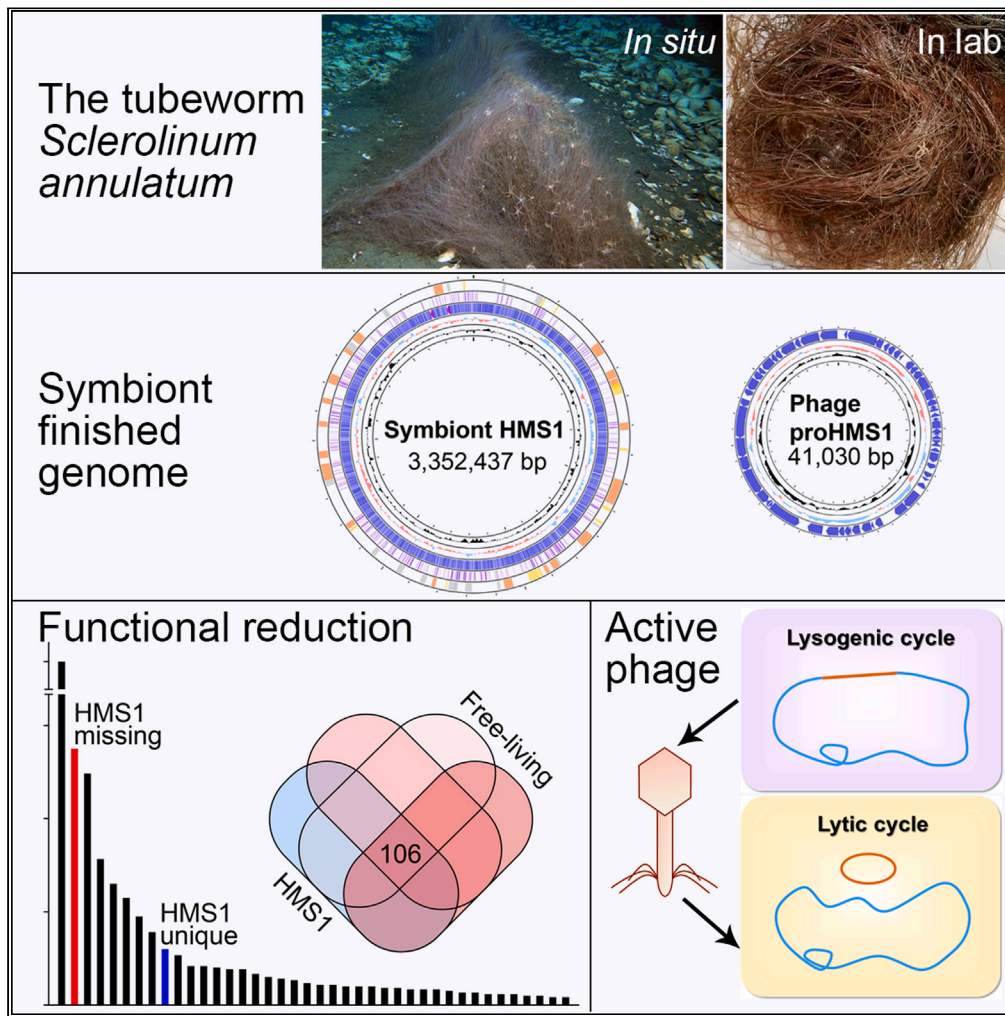 The tubeworm
Sclerolinum
annulatum
In situ
In lab
Symbiont
finished
genome
Symbiont HMS1
3,352,437 bp
Phage
proHMS1
41,030 bp
Functional reduction
HMS1
missing
HMS1
unique
Free-living
106
HMS1
Active
phage
Lysogenic cycle
Lytic cycle